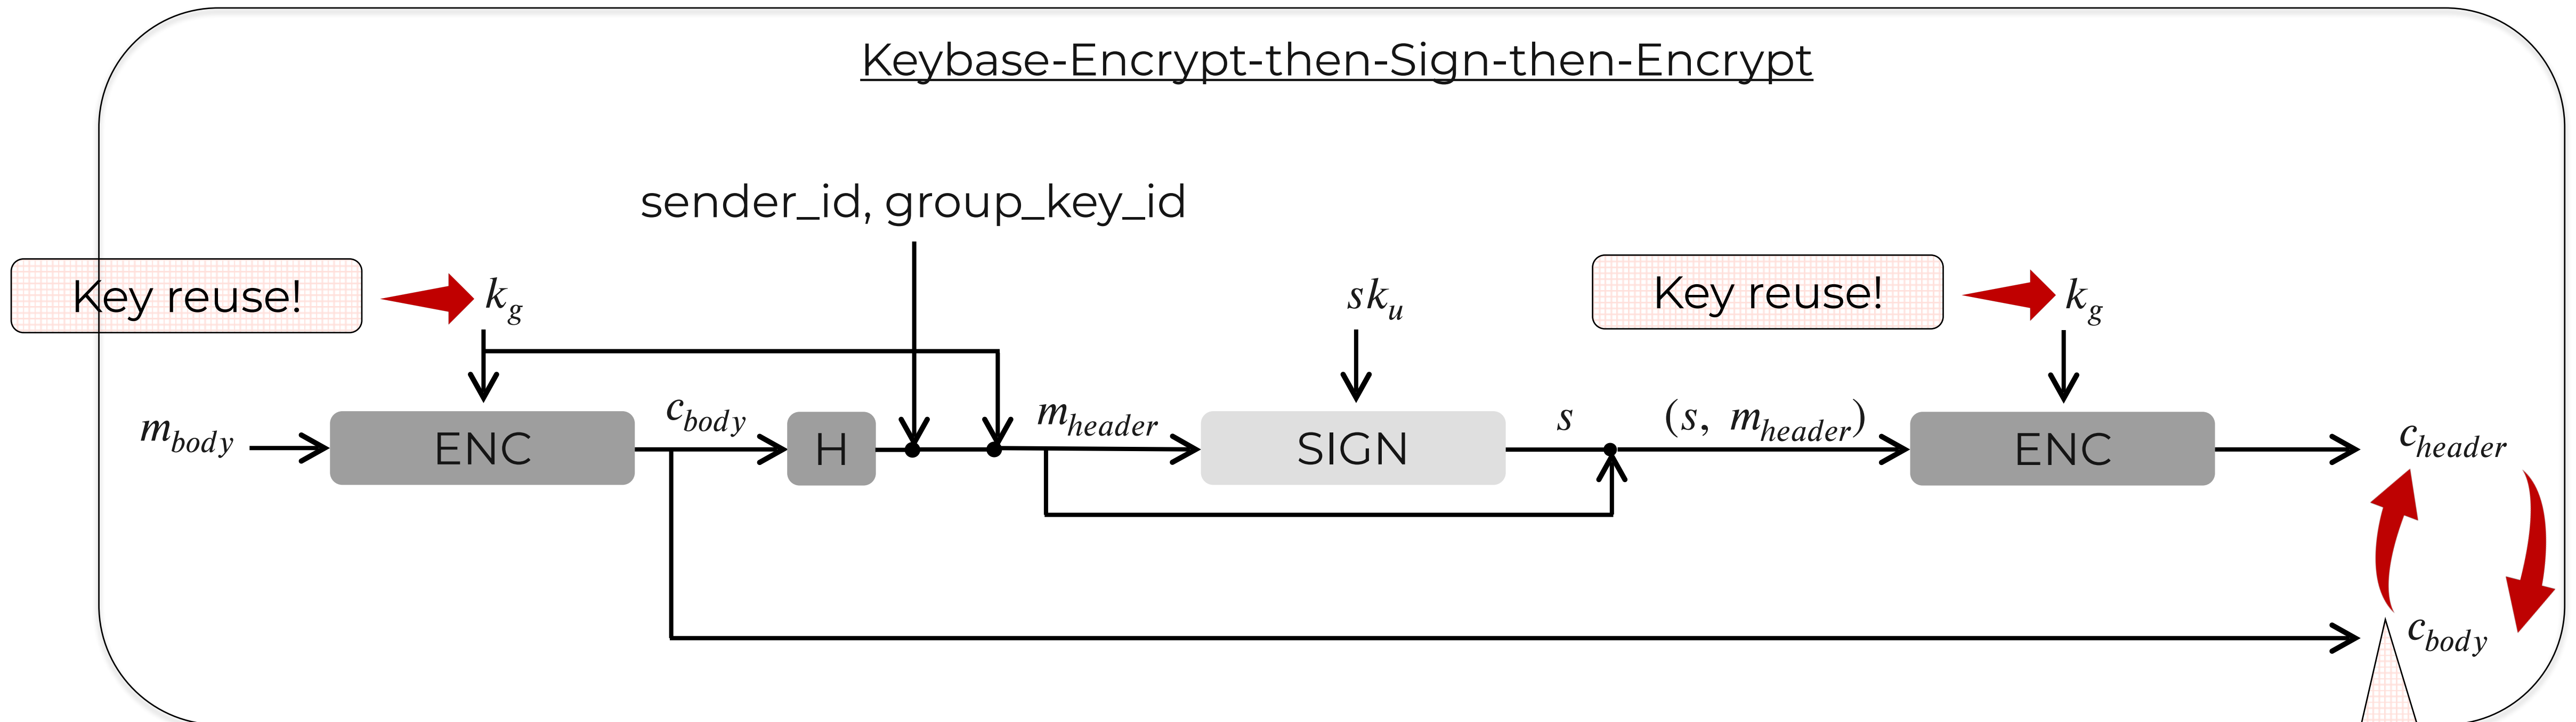 Keybase-Encrypt-then-Sign-then-Encrypt
sender_id, group_key_id
Key reuse!
k_g
sk_u
Key reuse!
k_g
m_body
ENC
c_body
H
m_header
SIGN
s
(s, m_header)
ENC
c_header
c_body